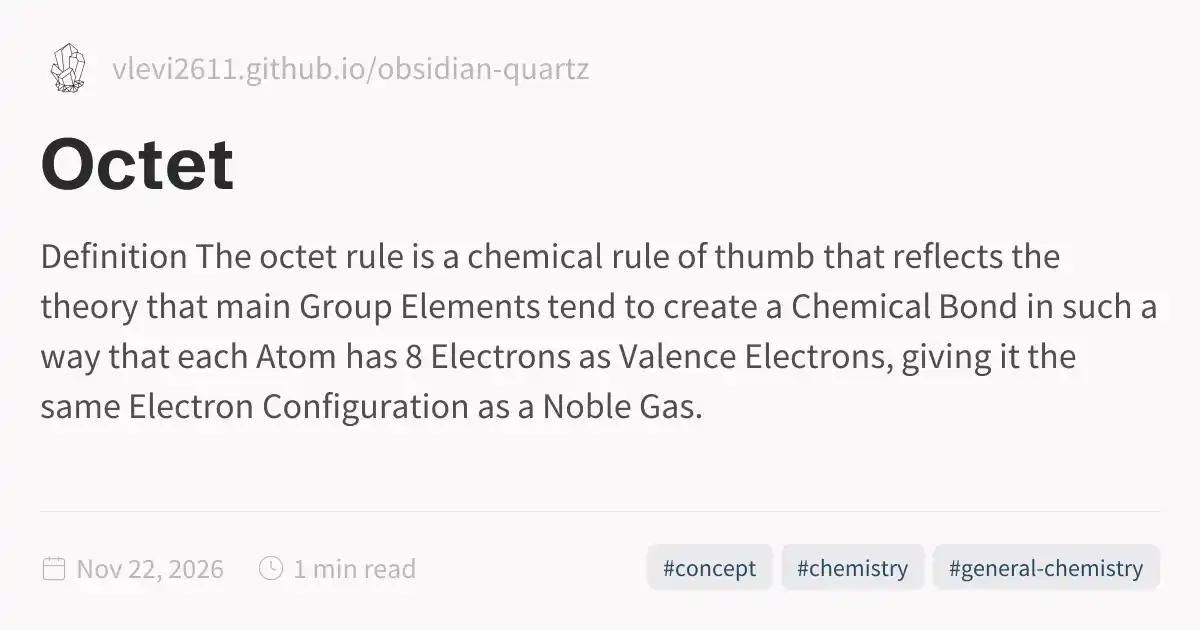 vlevi2611.github.io/obsidian-quartz
Octet
Definition The octet rule is a chemical rule of thumb that reflects the
theory that main Group Elements tend to create a Chemical Bond in such a
way that each Atom has 8 Electrons as Valence Electrons, giving it the
same Electron Configuration as a Noble Gas.
Nov 22, 2026 1 min read #concept #chemistry #general-chemistry